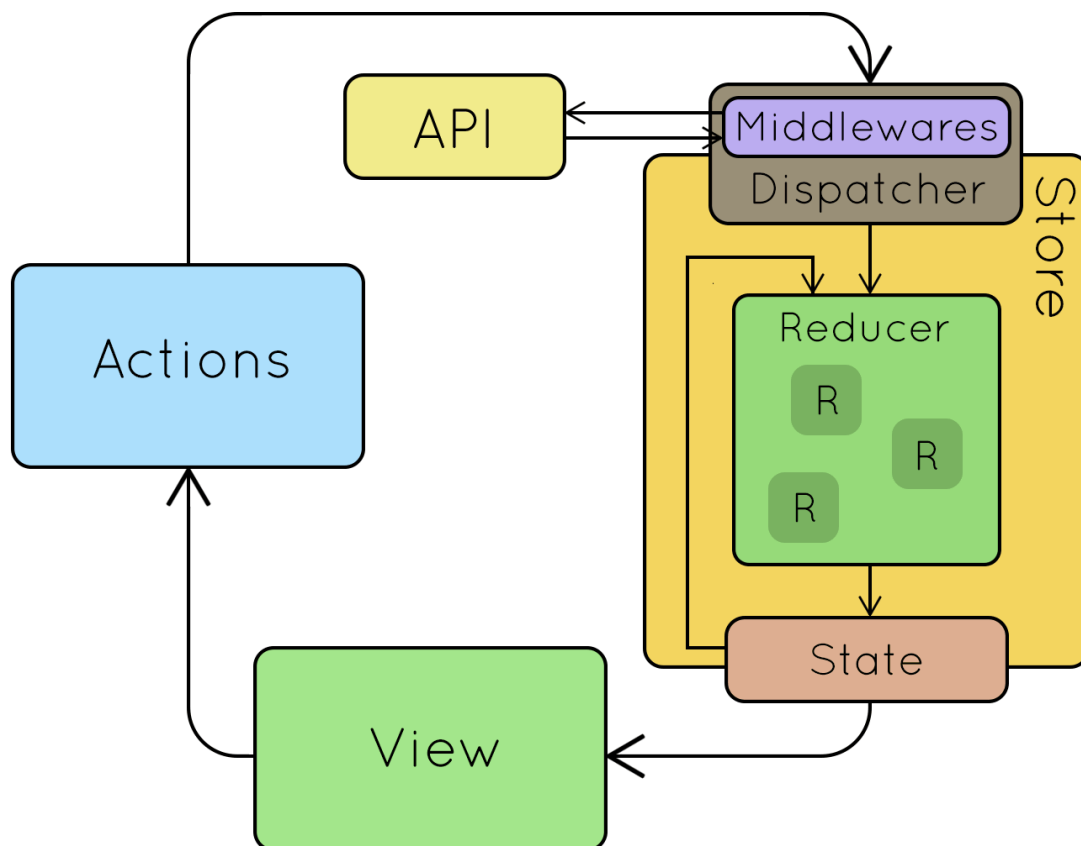 API
Middlewares
Dispatcher
Store
Actions
Reducer
R
R
R
State
View